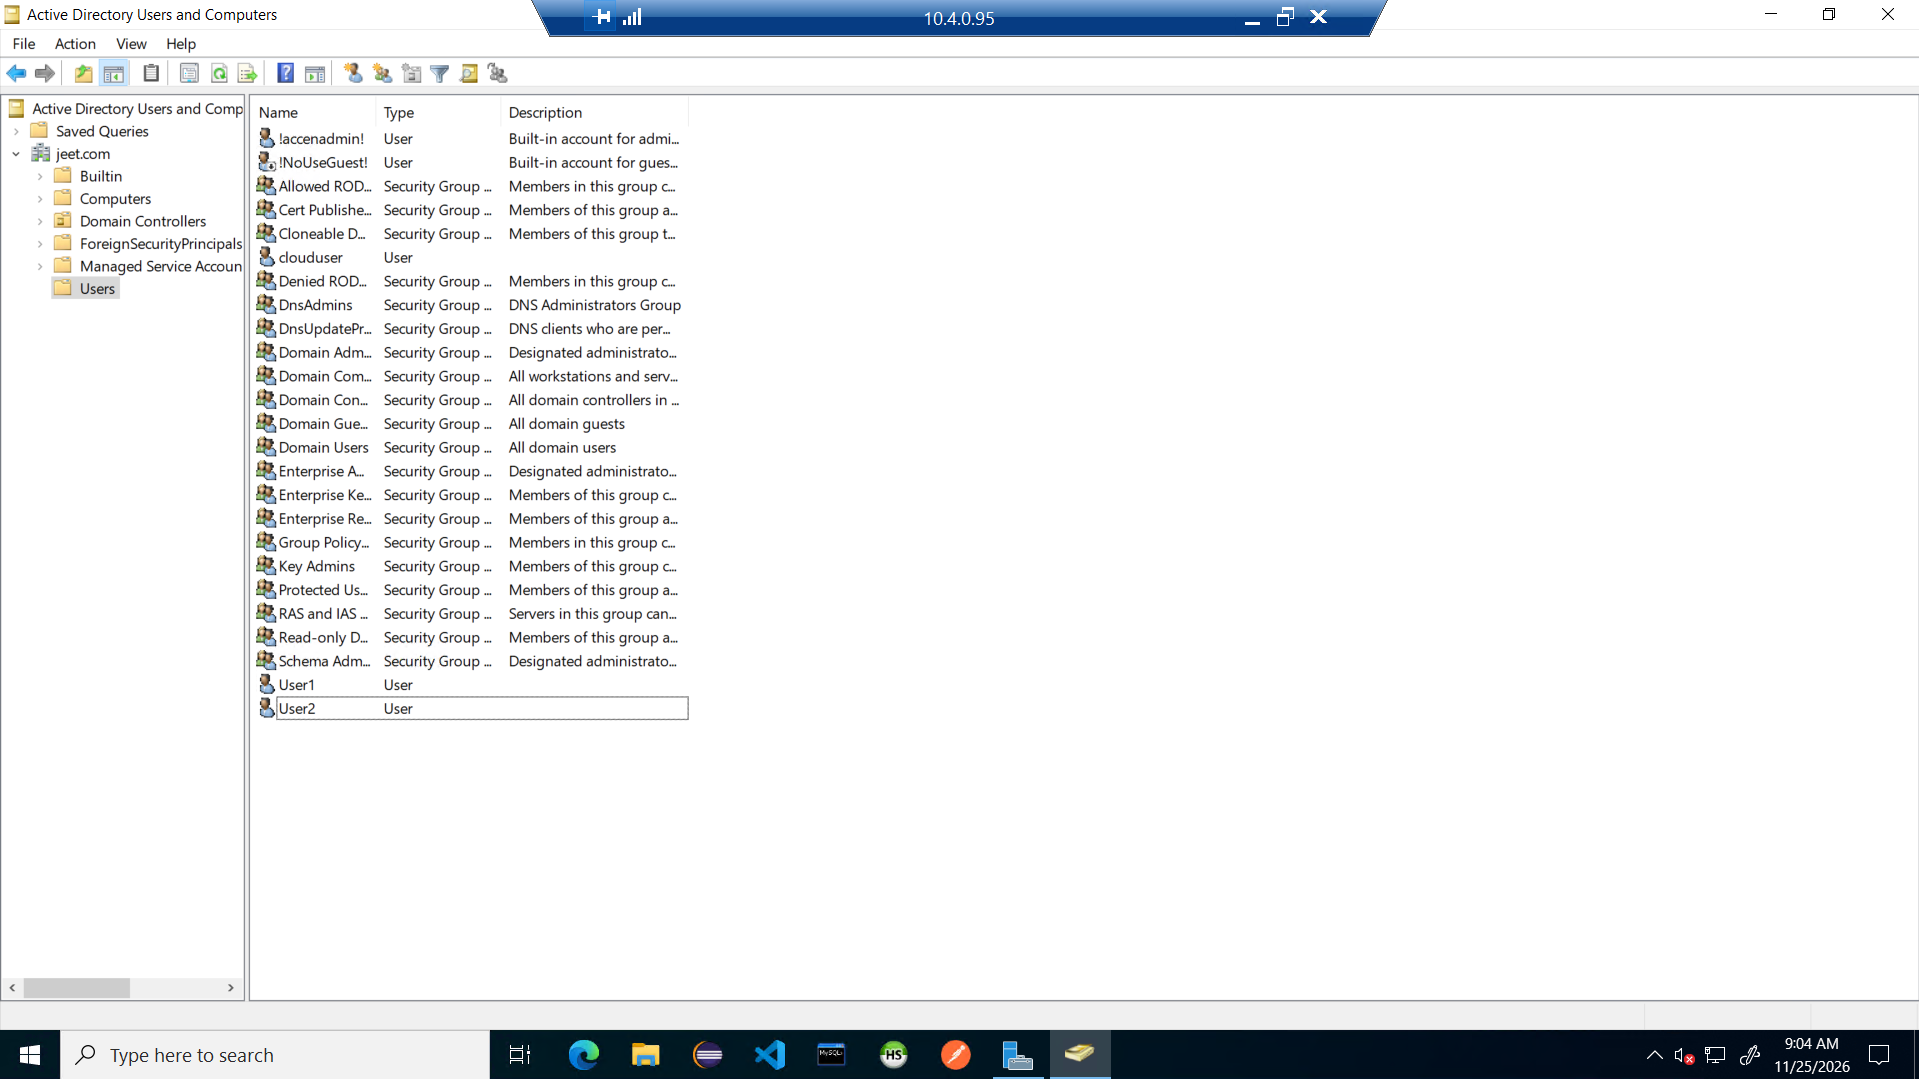 Active Directory Users and Computers
10.4.0.95
File Action View Help
Active Directory Users and Comp
Saved Queries
jeet.com
Builtin
Computers
Domain Controllers
ForeignSecurityPrincipals
Managed Service Accoun
Users
Name Type Description
!accenadmin! User Built-in account for admi...
!NoUseGuest! User Built-in account for gues...
Allowed ROD... Security Group ... Members in this group c...
Cert Publishe... Security Group ... Members of this group a...
Cloneable D... Security Group ... Members of this group t...
clouduser User
Denied ROD... Security Group ... Members in this group c...
DnsAdmins Security Group ... DNS Administrators Group
DnsUpdatePr... Security Group ... DNS clients who are per...
Domain Adm... Security Group ... Designated administrato...
Domain Com... Security Group ... All workstations and serv...
Domain Con... Security Group ... All domain controllers in ...
Domain Gue... Security Group ... All domain guests
Domain Users Security Group ... All domain users
Enterprise A... Security Group ... Designated administrato...
Enterprise Ke... Security Group ... Members of this group c...
Enterprise Re... Security Group ... Members of this group a...
Group Policy... Security Group ... Members in this group c...
Key Admins Security Group ... Members of this group c...
Protected Us... Security Group ... Members of this group a...
RAS and IAS ... Security Group ... Servers in this group can...
Read-only D... Security Group ... Members of this group a...
Schema Adm... Security Group ... Designated administrato...
User1 User
User2 User
Type here to search
MySQL
HS
9:04 AM
11/25/2026